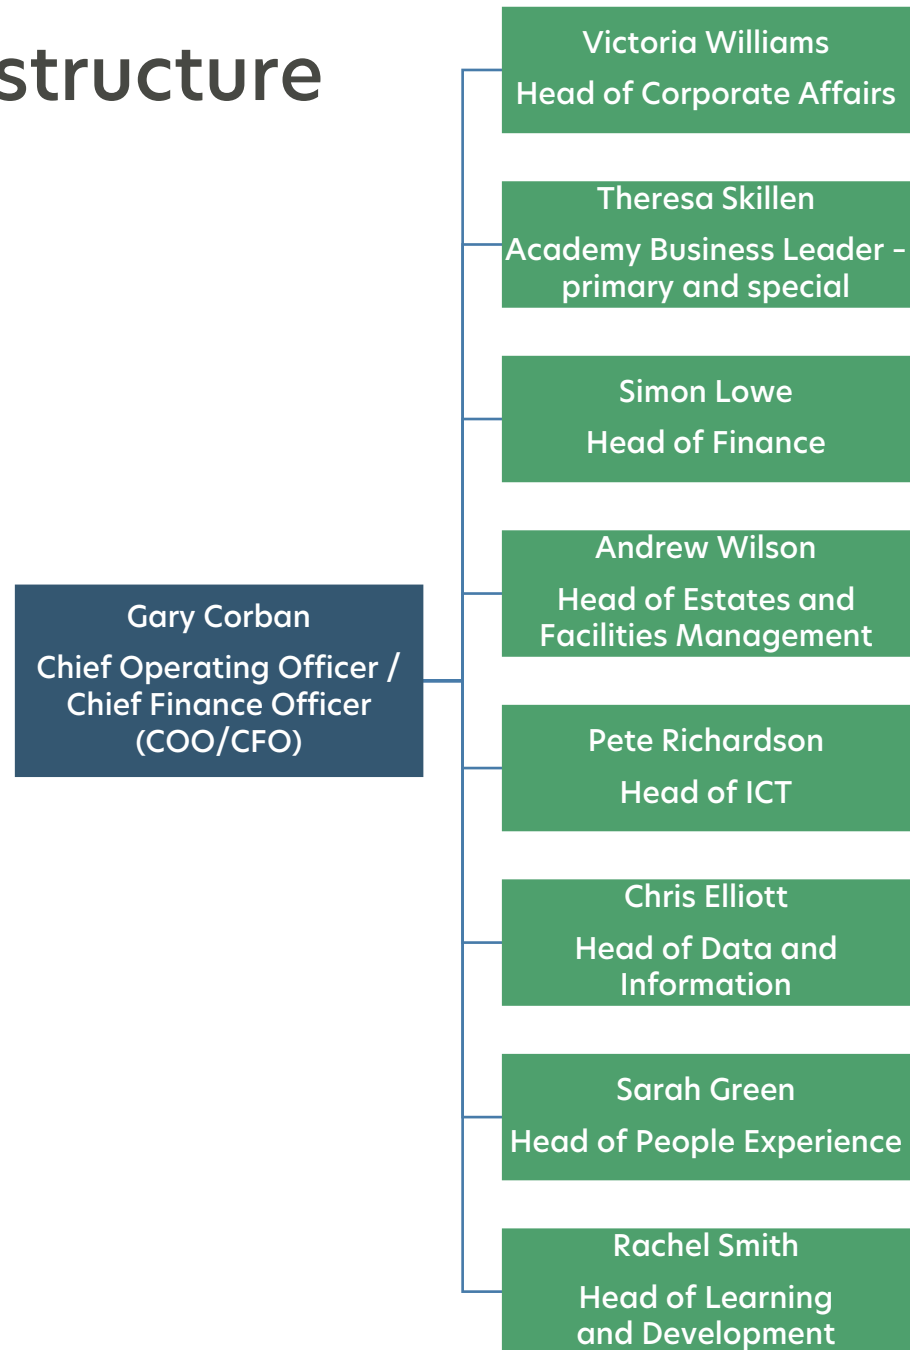 structure
Victoria Williams
Head of Corporate Affairs
Theresa Skillen
Academy Business Leader –
primary and special
Simon Lowe
Head of Finance
Andrew Wilson
Head of Estates and
Facilities Management
Gary Corban
Chief Operating Officer /
Chief Finance Officer
(COO/CFO)
Pete Richardson
Head of ICT
Chris Elliott
Head of Data and
Information
Sarah Green
Head of People Experience
Rachel Smith
Head of Learning
and Development